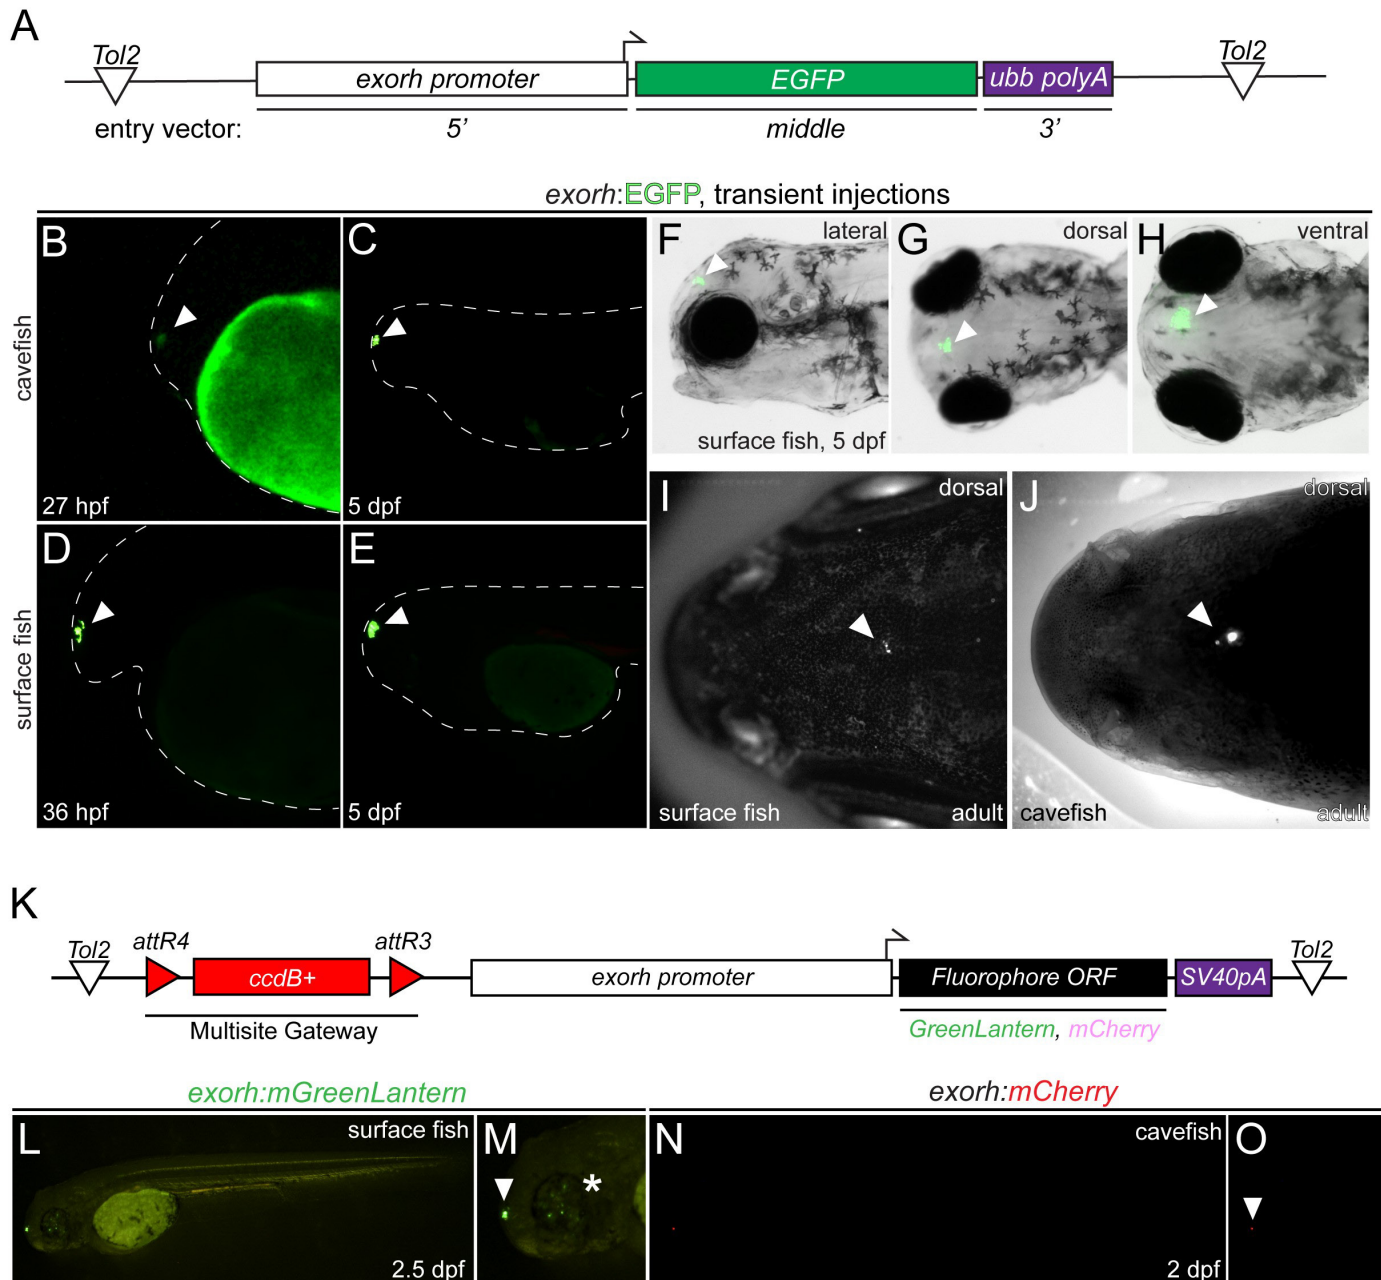 A
Tol2
Tol2
exorh promoter
EGFP
ubb polyA
entry vector:
5’
middle
3’
exorh:EGFP, transient injections
cavefish
B
27 hpf
C
5 dpf
F
lateral
surface fish, 5 dpf
G
dorsal
H
ventral
surface fish
D
36 hpf
E
5 dpf
I
dorsal
surface fish
adult
J
dorsal
cavefish
adult
K
Tol2
attR4
attR3
Tol2
ccdB+
exorh promoter
Fluorophore ORF
SV40pA
Multisite Gateway
GreenLantern, mCherry
exorh:mGreenLantern
exorh:mCherry
L
surface fish
2.5 dpf
M
*
N
cavefish
2 dpf
O